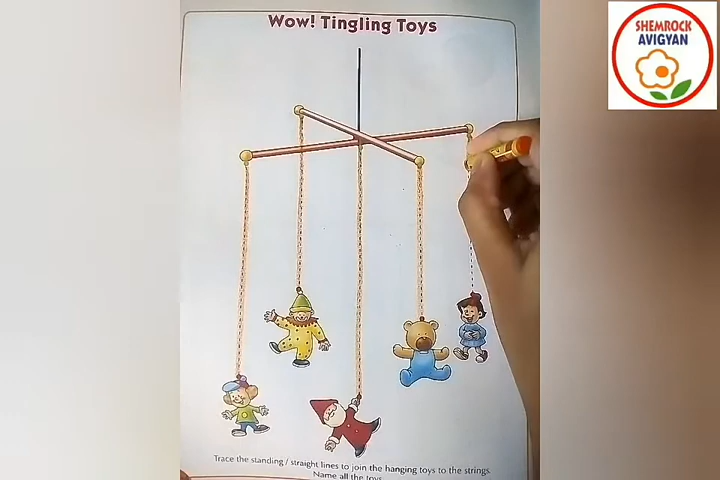 Wow! Tingling Toys
SHEMROCK
AVIGYAN
Trace the standing / straight lines to join the hanging toys to the strings.
Name all the toys